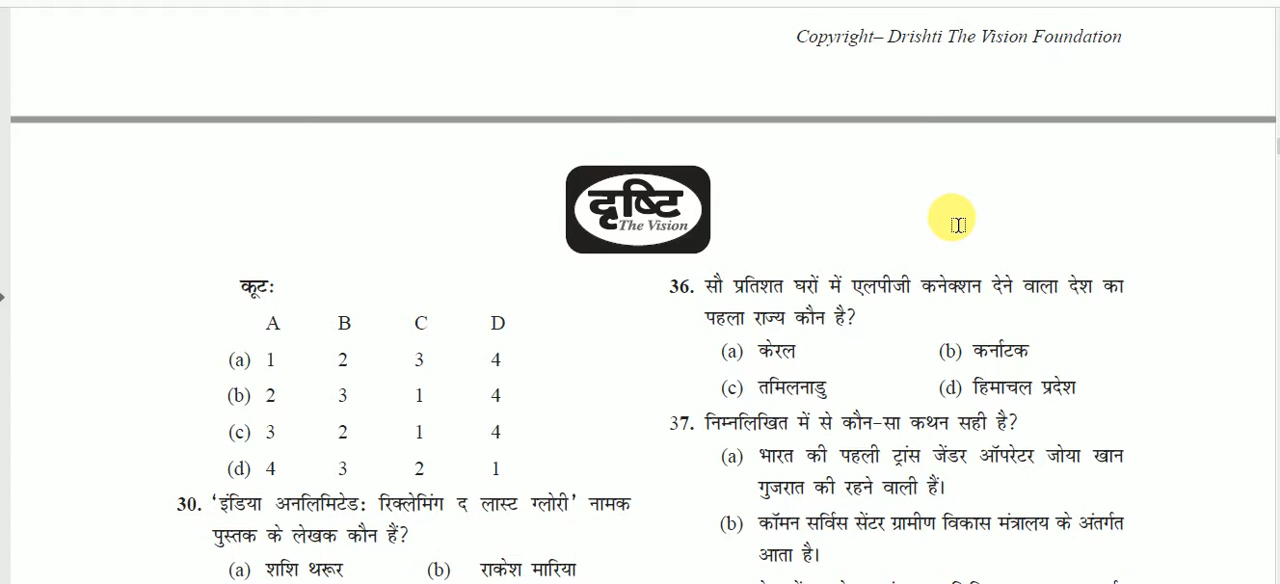 Copyright– Drishti The Vision Foundation
दृष्टि
The Vision
कूटः
A B C D
(a) 1 2 3 4
(b) 2 3 1 4
(c) 3 2 1 4
(d) 4 3 2 1
30. ‘इंडिया अनलिमिटेड: रिक्लेमिंग द लास्ट ग्लोरी’ नामक
पुस्तक के लेखक कौन हैं?
(a) शशि थरूर (b) राकेश मारिया
36. सौ प्रतिशत घरों में एलपीजी कनेक्शन देने वाला देश का
पहला राज्य कौन है?
(a) केरल (b) कर्नाटक
(c) तमिलनाडु (d) हिमाचल प्रदेश
37. निम्नलिखित में से कौन-सा कथन सही है?
(a) भारत की पहली ट्रांस जेंडर ऑपरेटर जोया खान
गुजरात की रहने वाली हैं।
(b) कॉमन सर्विस सेंटर ग्रामीण विकास मंत्रालय के अंतर्गत
आता है।